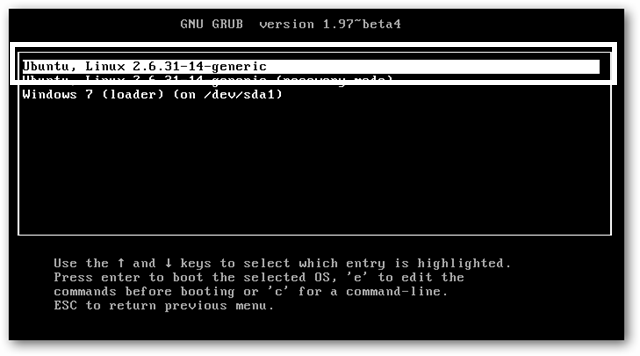 GNU GRUB version 1.97~beta4
Ubuntu, Linux 2.6.31-14-generic
Ubuntu, Linux 2.6.31-14-generic (recovery mode)
Windows 7 (loader) (on /dev/sda1)
Use the ↑ and ↓ keys to select which entry is highlighted.
Press enter to boot the selected OS, 'e' to edit the
commands before booting or 'c' for a command-line.
ESC to return previous menu.